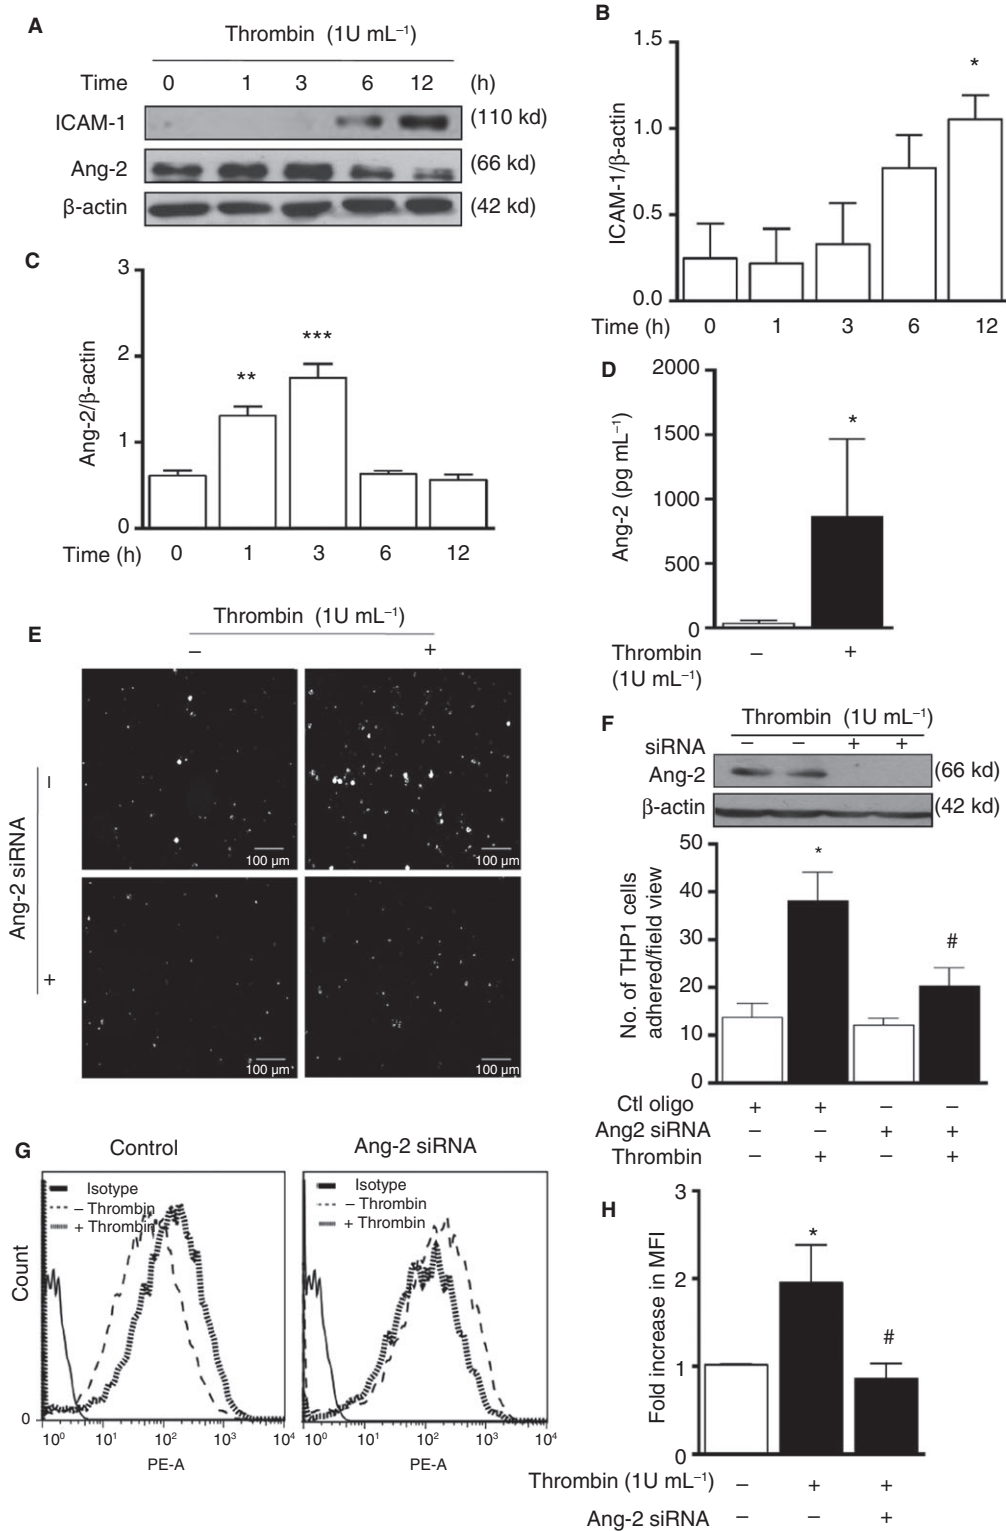 A
Thrombin (1U mL⁻¹)
Time 0 1 3 6 12 (h)
ICAM-1 (110 kd)
Ang-2 (66 kd)
β-actin (42 kd)
B
ICAM-1/β-actin
1.5
1.0
0.5
0.0
*
Time (h) 0 1 3 6 12
C
Ang-2/β-actin
3
2
1
0
**
***
Time (h) 0 1 3 6 12
D
Ang-2 (pg mL⁻¹)
2000
1500
1000
500
0
*
Thrombin – +
(1U mL⁻¹)
E
Thrombin (1U mL⁻¹)
– +
Ang-2 siRNA
–
+
100 µm
100 µm
100 µm
100 µm
F
Thrombin (1U mL⁻¹)
siRNA – – + +
Ang-2 (66 kd)
β-actin (42 kd)
No. of THP1 cells
adhered/field view
50
40
30
20
10
0
*
#
Ctl oligo + + – –
Ang2 siRNA – – + +
Thrombin – + – +
G
Control
Isotype
– Thrombin
+ Thrombin
Count
0
10⁰ 10¹ 10² 10³ 10⁴
PE-A
Ang-2 siRNA
Isotype
– Thrombin
+ Thrombin
10⁰ 10¹ 10² 10³ 10⁴
PE-A
H
Fold increase in MFI
3
2
1
0
*
#
Thrombin (1U mL⁻¹) – + +
Ang-2 siRNA – – +